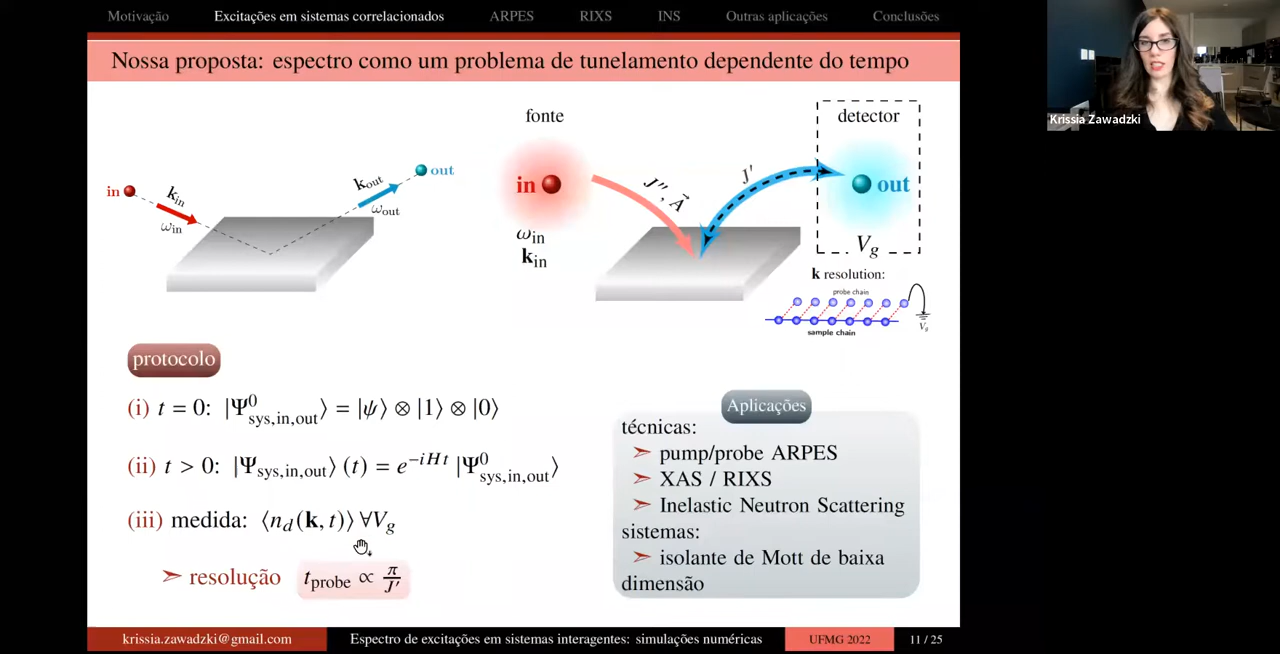 Motivação Excitações em sistemas correlacionados ARPES RIXS INS Outras aplicações Conclusões
Nossa proposta: espectro como um problema de tunelamento dependente do tempo
in
k_in
ω_in
k_out
ω_out
out
fonte
in
ω_in
k_in
J'', A⃗
J'
detector
out
V_g
k resolution:
probe chain
sample chain
V_g
protocolo
(i) t = 0: |Ψ⁰_sys,in,out⟩ = |ψ⟩ ⊗ |1⟩ ⊗ |0⟩
(ii) t > 0: |Ψ_sys,in,out⟩ (t) = e^{−iHt} |Ψ⁰_sys,in,out⟩
(iii) medida: ⟨n_d(k, t)⟩ ∀V_g
➢ resolução t_probe ∝ π/J'
Aplicações
técnicas:
➢ pump/probe ARPES
➢ XAS / RIXS
➢ Inelastic Neutron Scattering
sistemas:
➢ isolante de Mott de baixa
dimensão
krissia.zawadzki@gmail.com Espectro de excitações em sistemas interagentes: simulações numéricas UFMG 2022 11 / 25
Krissia Zawadzki